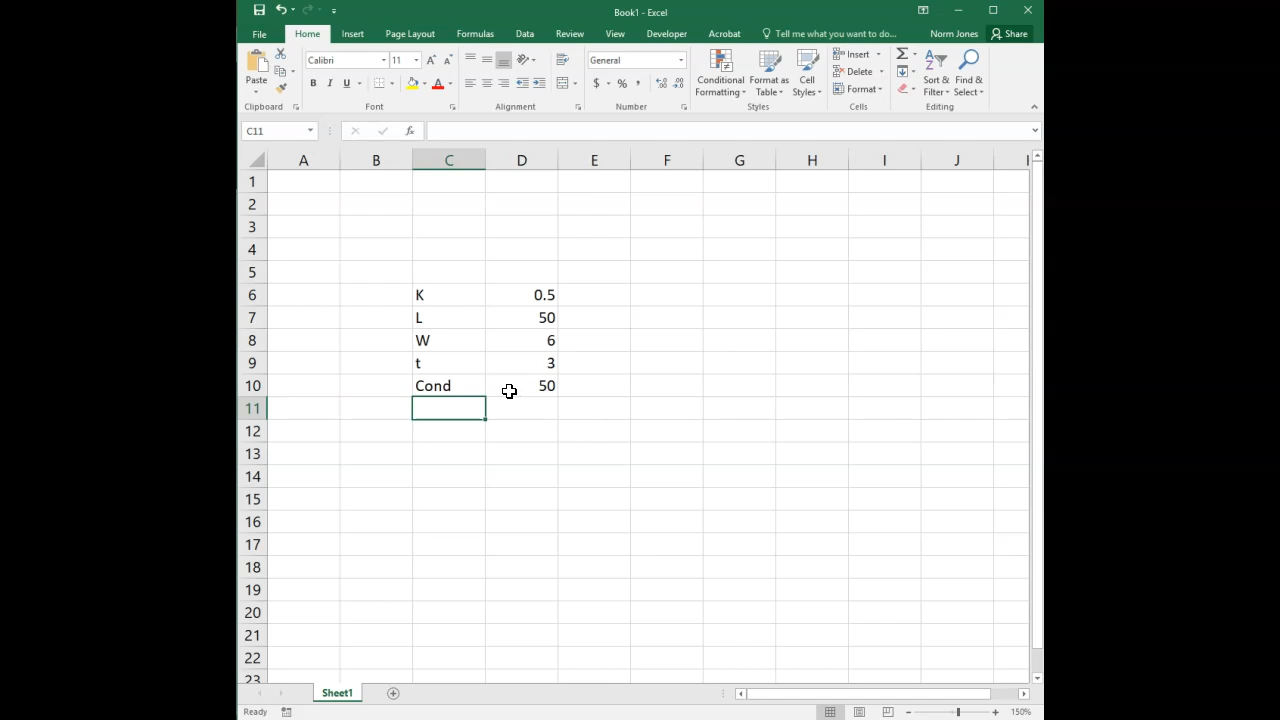 Book1 - Excel
File Home Insert Page Layout Formulas Data Review View Developer Acrobat Tell me what you want to do... Norm Jones Share
Paste
Calibri 11
B I U
General
$ % ,
Conditional Formatting
Format as Table
Cell Styles
Insert
Delete
Format
Sort & Filter
Find & Select
Clipboard Font Alignment Number Styles Cells Editing
C11 fx
A B C D E F G H I J
1
2
3
4
5
6 K 0.5
7 L 50
8 W 6
9 t 3
10 Cond 50
11
12
13
14
15
16
17
18
19
20
21
22
23
Sheet1
Ready 150%